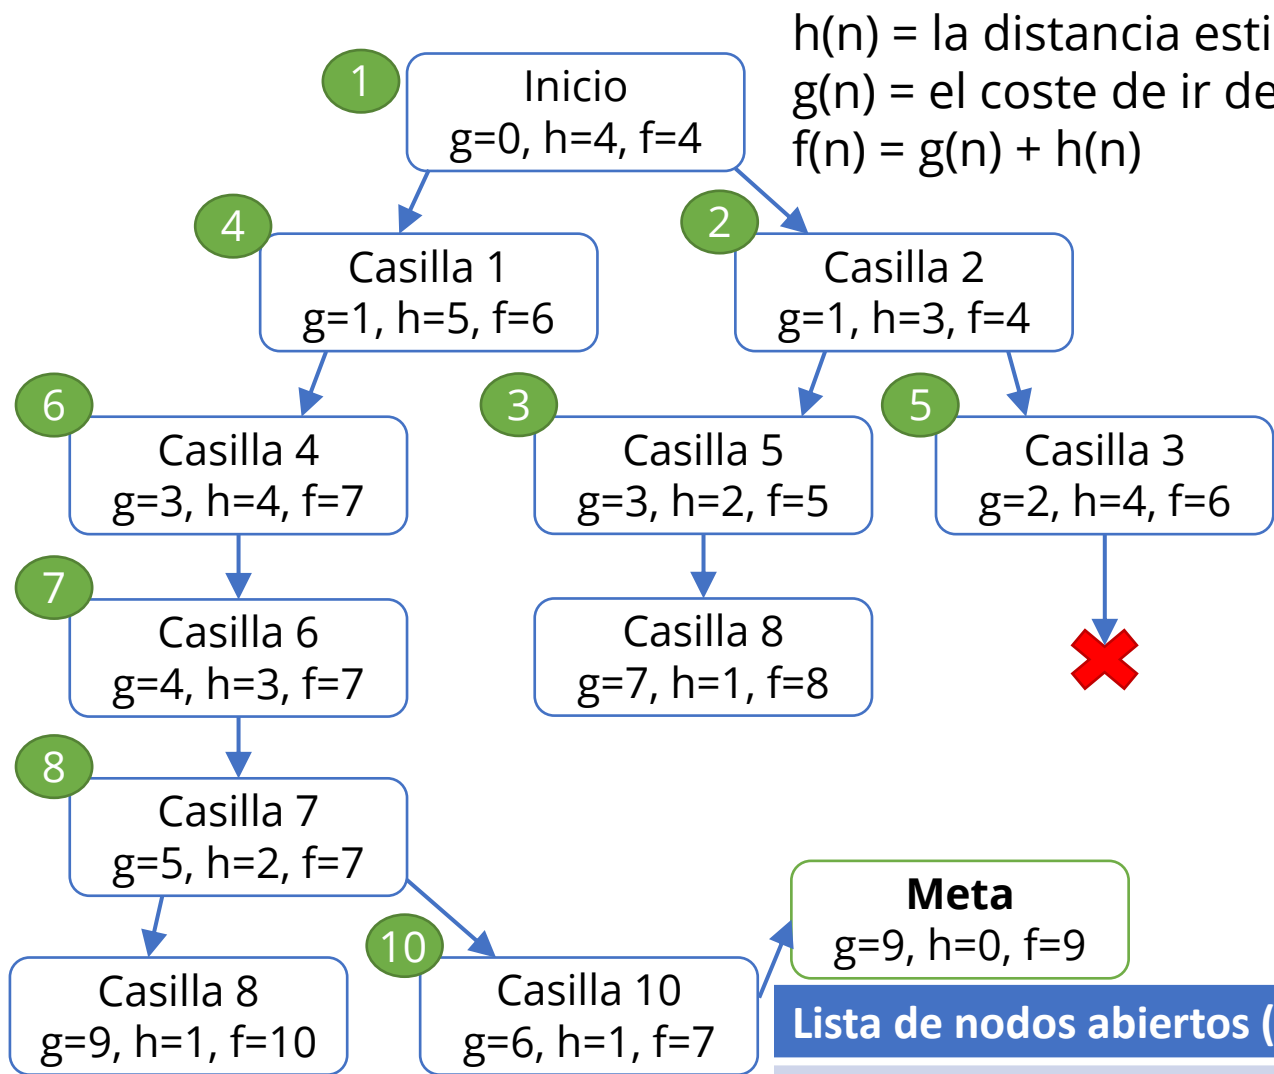 h(n) = la distancia
g(n) = el coste de ir
f(n) = g(n) + h(n)
1
Inicio
g=0, h=4, f=4
4
Casilla 1
g=1, h=5, f=6
2
Casilla 2
g=1, h=3, f=4
6
Casilla 4
g=3, h=4, f=7
3
Casilla 5
g=3, h=2, f=5
5
Casilla 3
g=2, h=4, f=6
7
Casilla 6
g=4, h=3, f=7
Casilla 8
g=7, h=1, f=8
8
Casilla 7
g=5, h=2, f=7
Meta
g=9, h=0, f=9
Casilla 8
g=9, h=1, f=10
10
Casilla 10
g=6, h=1, f=7
Lista de nodos abiertos (